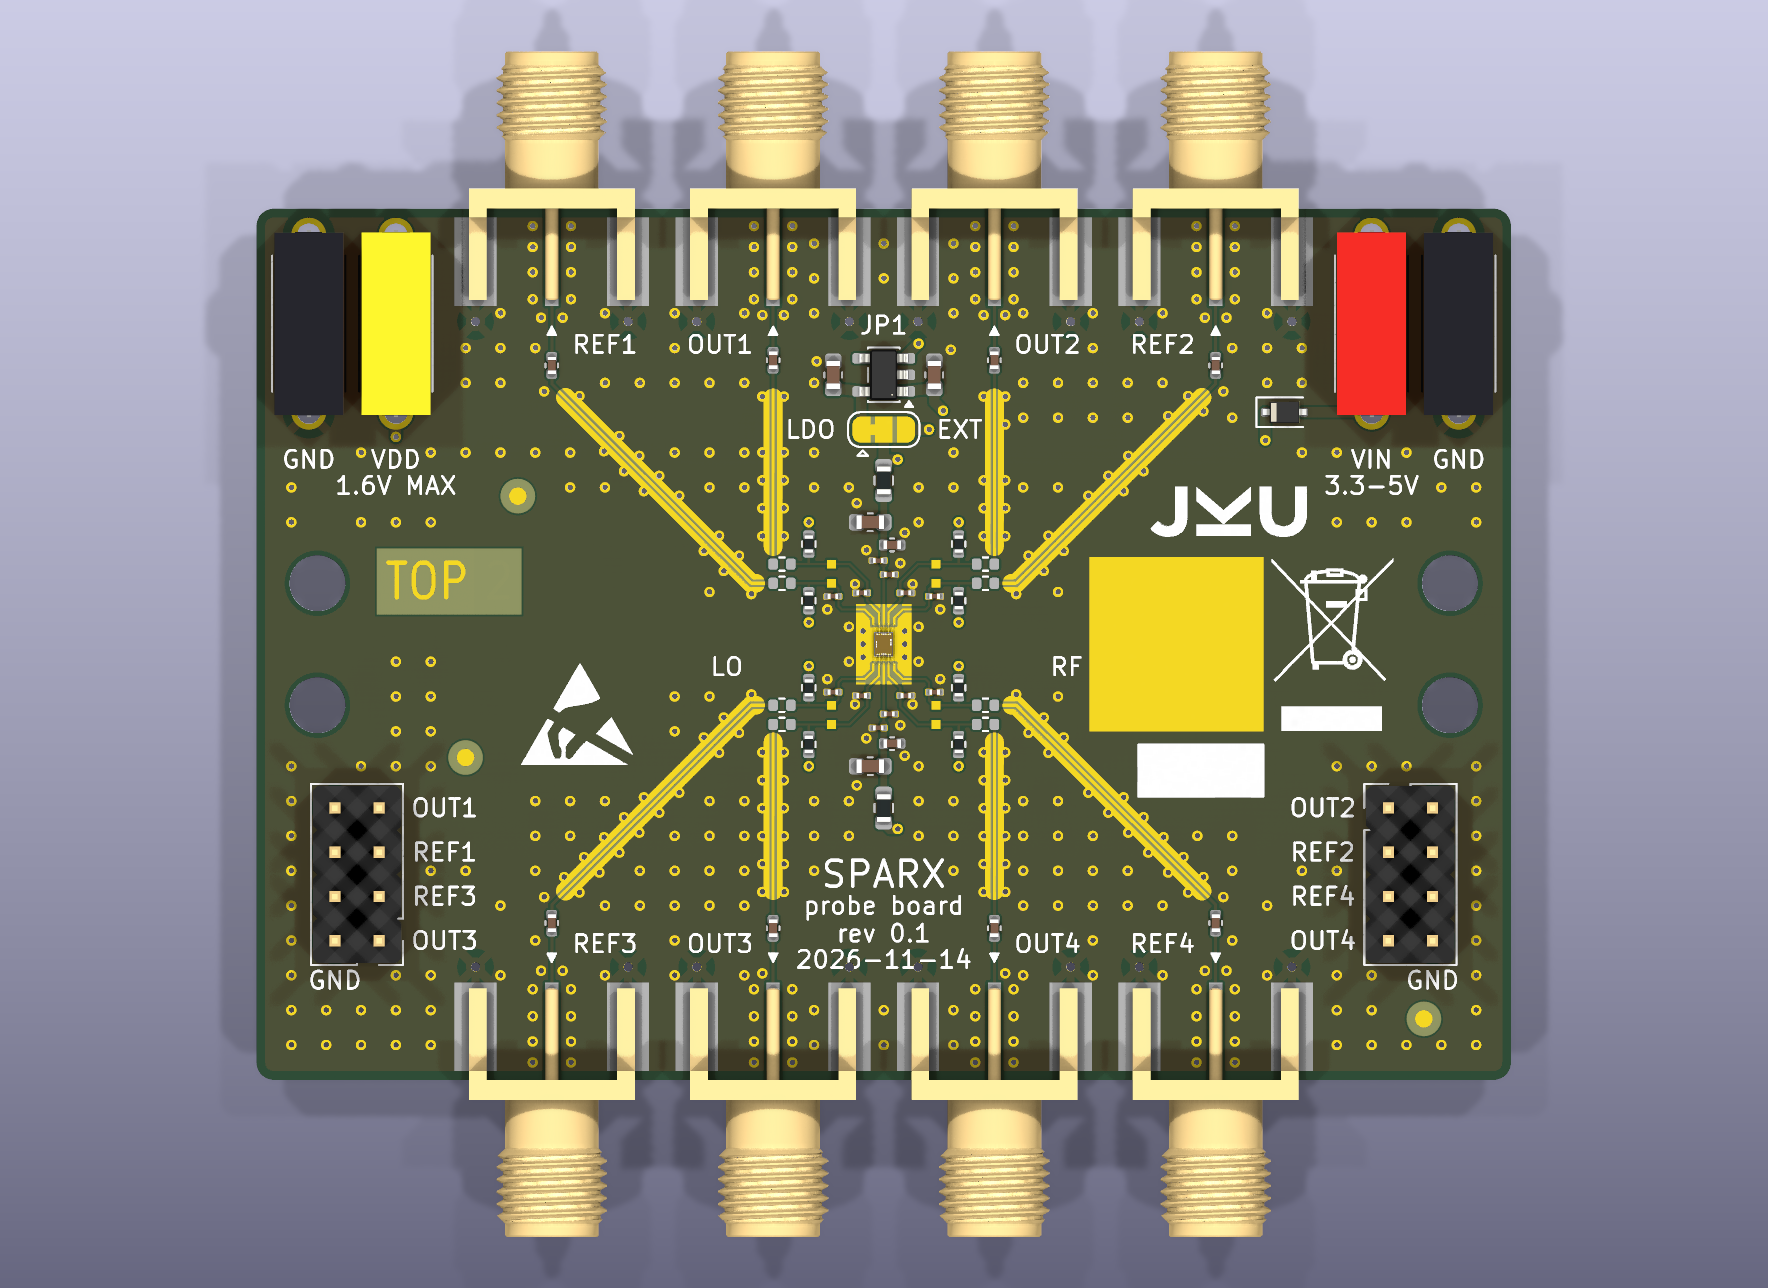 REF1
OUT1
JP1
OUT2
REF2
LDO
EXT
GND
VDD
1.6V MAX
VIN
GND
3.3-5V
JKU
TOP
LO
RF
OUT1
REF1
REF3
OUT3
GND
OUT2
REF2
REF4
OUT4
GND
SPARX
probe board
rev 0.1
2026-11-14
REF3
OUT3
OUT4
REF4